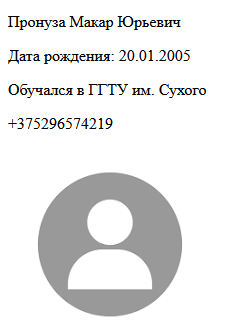 Пронуза Макар Юрьевич
Дата рождения: 20.01.2005
Обучался в ГГТУ им. Сухого
+375296574219